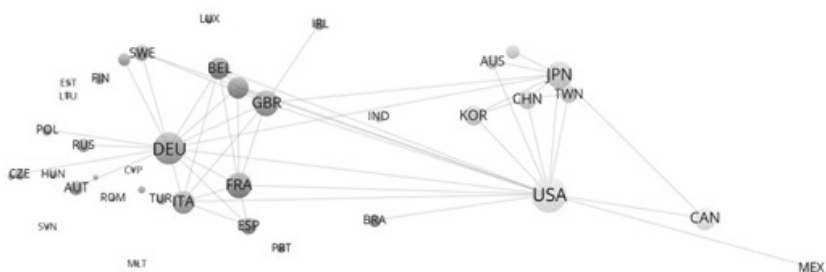 LUX
IRL
SWE
AUS
BEL
JPN
FIN
EST
LTU
GBR
CHN
TWN
IND
KOR
POL
RUS
DEU
CZE
HUN
CYP
AUT
FRA
ROM
TUR
ITA
USA
SVN
ESP
BRA
CAN
PRT
MLT
MEX